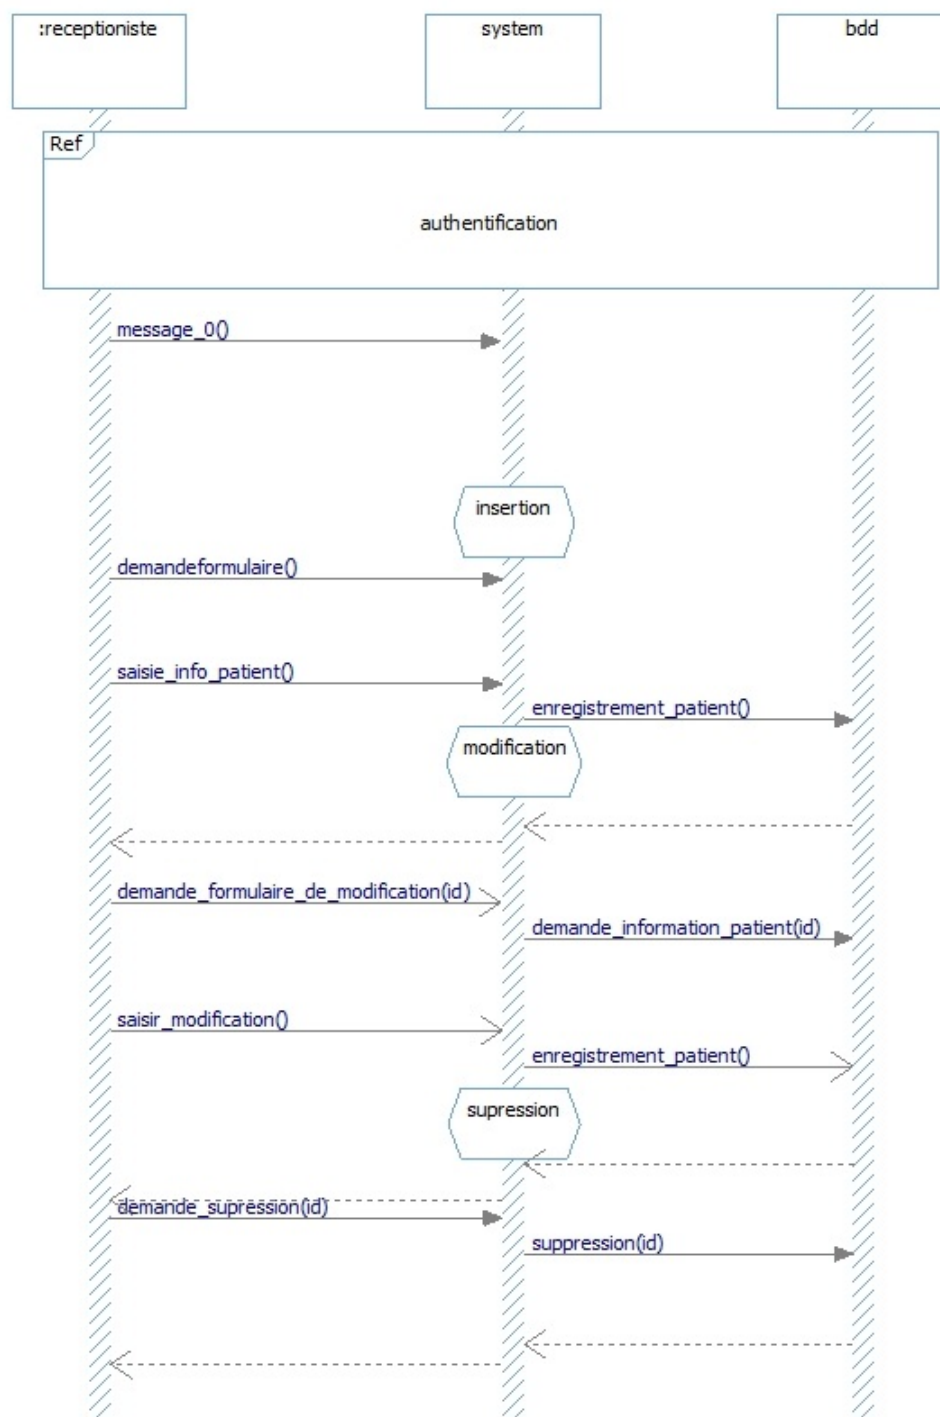 :receptioniste
system
bdd
Ref
authentification
message_0()
insertion
demandeformulaire()
saisie_info_patient()
enregistrement_patient()
modification
demande_formulaire_de_modification(id)
demande_information_patient(id)
saisir_modification()
enregistrement_patient()
supression
demande_supression(id)
suppression(id)